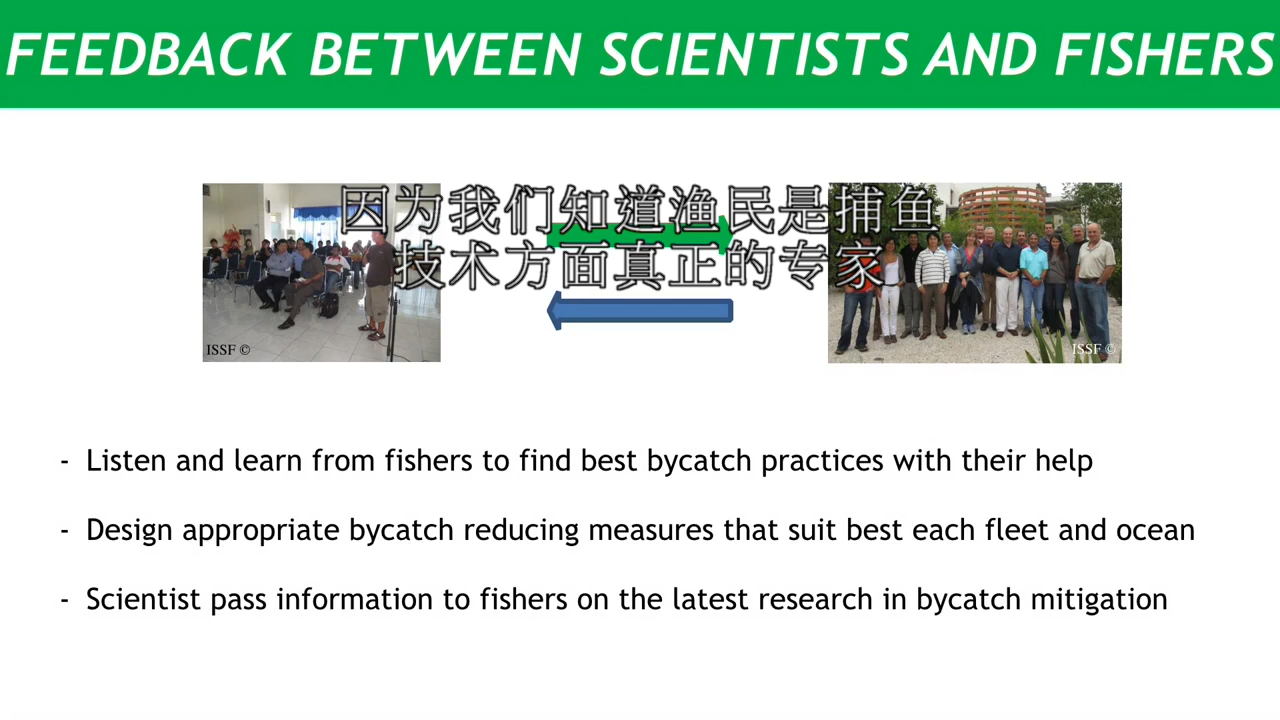 FEEDBACK BETWEEN SCIENTISTS AND FISHERS
因为我们知道渔民是捕鱼
技术方面真正的专家
ISSF ©
ISSF ©
- Listen and learn from fishers to find best bycatch practices with their help
- Design appropriate bycatch reducing measures that suit best each fleet and ocean
- Scientist pass information to fishers on the latest research in bycatch mitigation